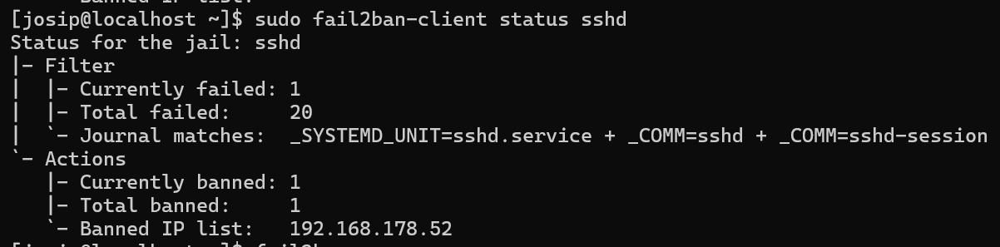 [josip@localhost ~]$ sudo fail2ban-client status sshd
Status for the jail: sshd
|- Filter
|  |- Currently failed: 1
|  |- Total failed:     20
|  `- Journal matches:  _SYSTEMD_UNIT=sshd.service + _COMM=sshd + _COMM=sshd-session
`- Actions
   |- Currently banned: 1
   |- Total banned:     1
   `- Banned IP list:   192.168.178.52